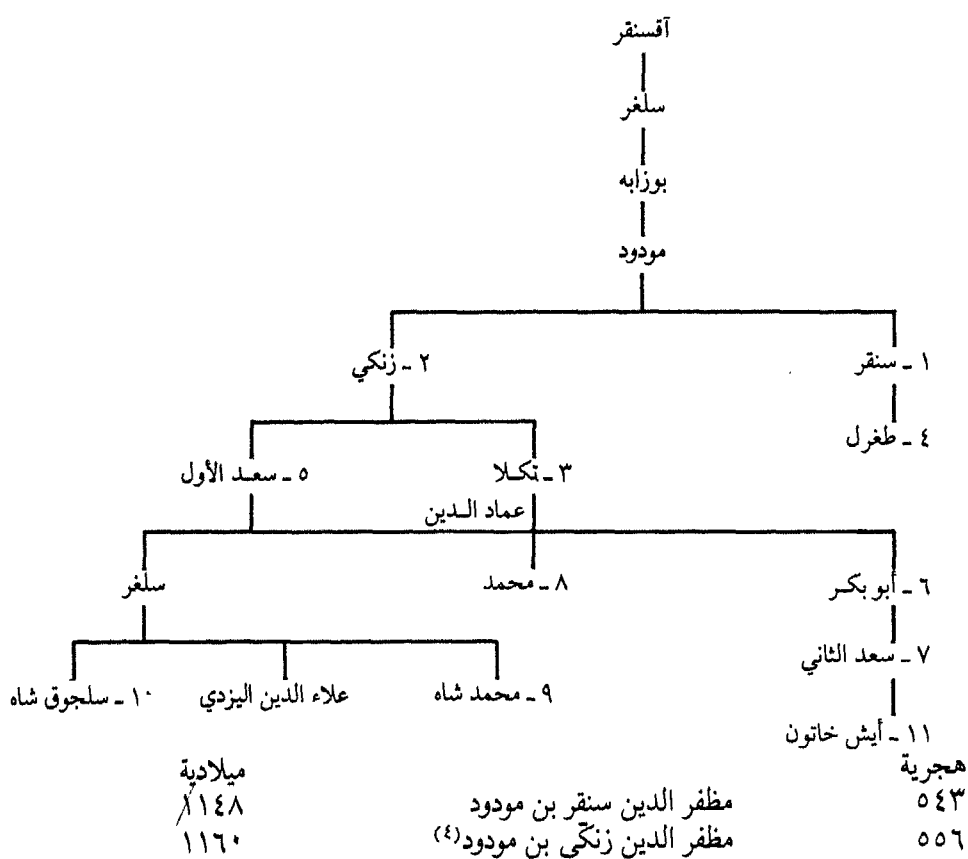 آقسنقر
سلغر
بوزابه
مودود
١ ـ سنقر ٢ ـ زنكي
٤ ـ طغرل
٣ ـ تكلا ٥ ـ سعد الأول
عماد الدين
٦ ـ أبو بكر ٨ ـ محمد سلغر
٧ ـ سعد الثاني
٩ ـ محمد شاه علاء الدين اليزدي ١٠ ـ سلجوق شاه
١١ ـ أيش خاتون
هجرية ميلادية
٥٤٣ مظفر الدين سنقر بن مودود ١١٤٨
٥٥٦ مظفر الدين زنكّي بن مودود(٤) ١١٦٠